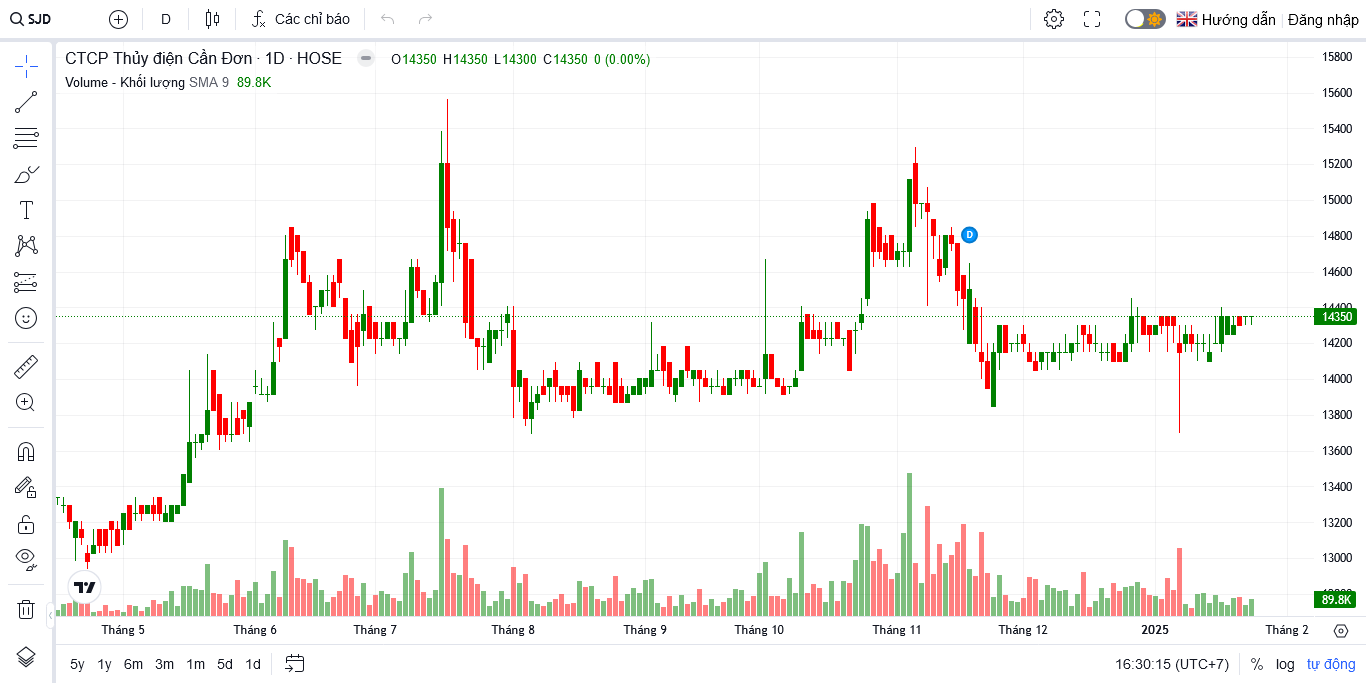 SJD D Các chỉ báo Hướng dẫn Đăng nhập
CTCP Thủy điện Cần Đơn · 1D · HOSE O14350 H14350 L14300 C14350 0 (0.00%)
Volume - Khối lượng SMA 9 89.8K
15800
15600
15400
15200
15000
14800
D
14600
14400
14350
14200
14000
13800
13600
13400
13200
13000
89.8K
Tháng 5 Tháng 6 Tháng 7 Tháng 8 Tháng 9 Tháng 10 Tháng 11 Tháng 12 2025 Tháng 2
5y 1y 6m 3m 1m 5d 1d 16:30:15 (UTC+7) % log tự động